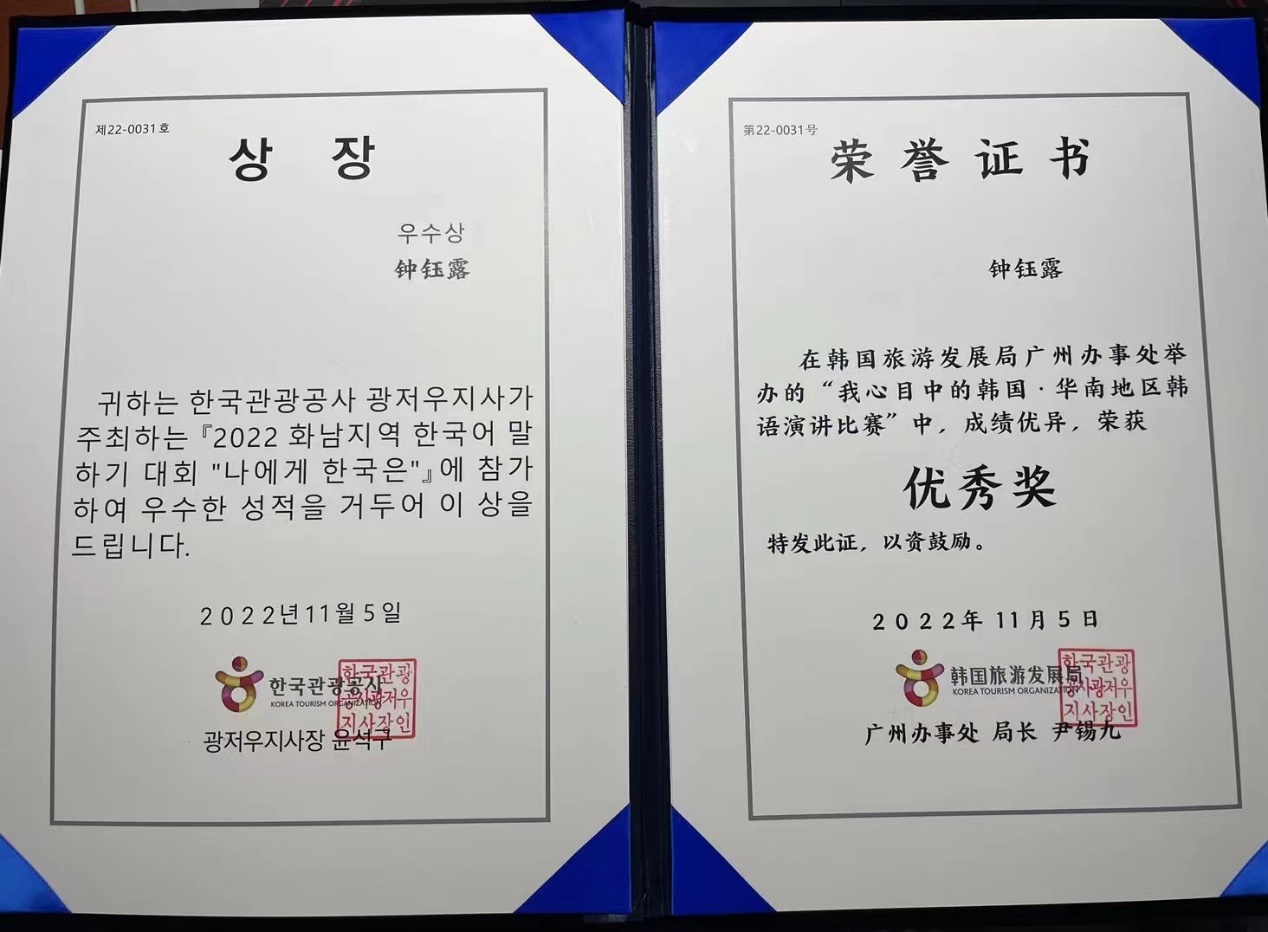 제22-0031호
상 장
우수상
钟钰露
귀하는 한국관광공사 광저우지사가
주최하는『2022 화남지역 한국어 말
하기 대회 "나에게 한국은"』에 참가
하여 우수한 성적을 거두어 이 상을
드립니다.
2022년 11월 5일
한국관광공사
KOREA TOURISM ORGANIZATION
한국관광
공사광저우
지사장인
광저우지사장 윤석구
第22-0031号
荣誉证书
钟钰露
在韩国旅游发展局广州办事处举
办的“我心目中的韩国·华南地区韩
语演讲比赛”中，成绩优异，荣获
优秀奖
特发此证，以资鼓励。
2022年 11月 5日
韩国旅游发展局
KOREA TOURISM ORGANIZATION
한국관광
공사광저우
지사장인
广州办事处 局长 尹锡九